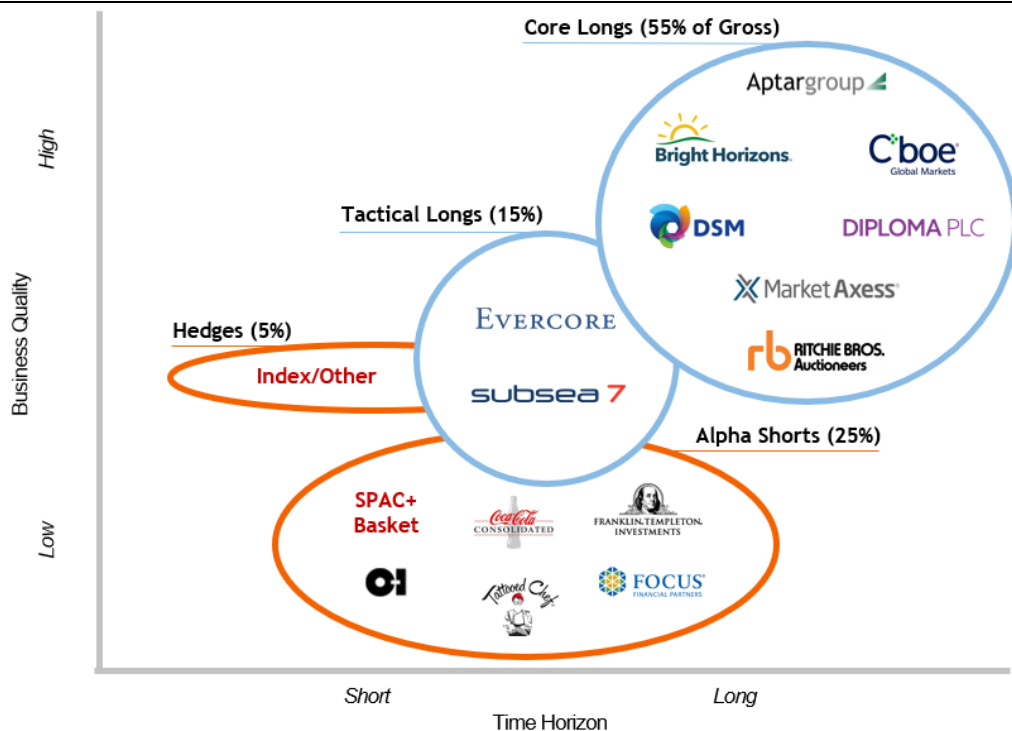 Core Longs (55% of Gross)
Aptargroup
Bright Horizons.
Cboe®
Global Markets
Tactical Longs (15%)
DSM
DIPLOMA PLC
MarketAxess®
EVERCORE
Hedges (5%)
RITCHIE BROS.
Auctioneers
Index/Other
subsea 7
Alpha Shorts (25%)
SPAC+
Basket
Coca-Cola
CONSOLIDATED
FRANKLIN TEMPLETON
INVESTMENTS
O-I
Tattooed Chef
FOCUS®
FINANCIAL PARTNERS
High
Business Quality
Low
Short
Long
Time Horizon